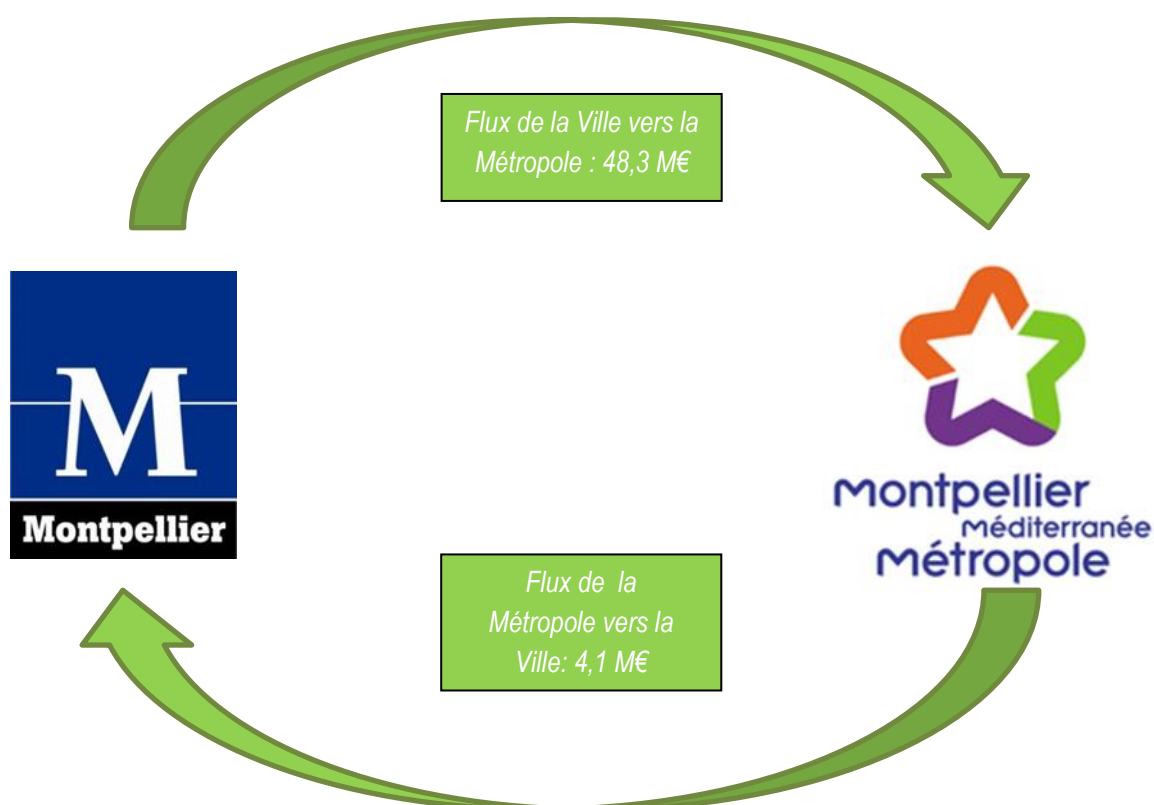 Flux de la Ville vers la
Métropole : 48,3 M€
M
Montpellier
montpellier
méditerranée
métropole
Flux de la
Métropole vers la
Ville: 4,1 M€